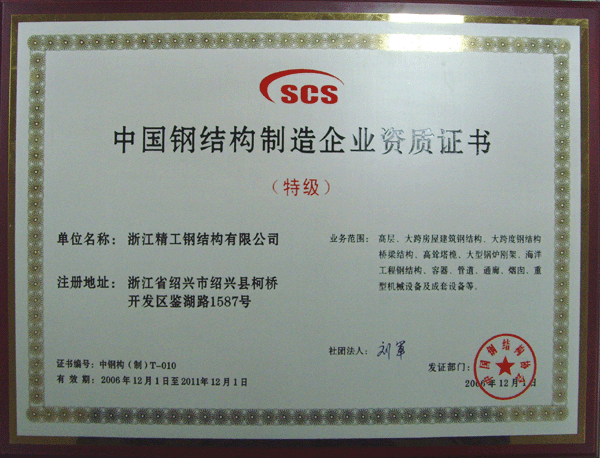 SCS
中国钢结构制造企业资质证书
（特级）
单位名称： 浙江精工钢结构有限公司
注册地址： 浙江省绍兴市绍兴县柯桥
开发区鉴湖路1587号
业务范围： 高层、大跨房屋建筑钢结构、大跨度钢结构
桥梁结构、高耸塔桅、大型锅炉刚架、海洋
工程钢结构、容器、管道、通廊、烟囱、重
型机械设备及成套设备等。
社团法人： 刘军
证书编号：中钢构（制）T-010
有 效 期：2006年12月1日至2011年12月1日
发证部门：
中国钢结构协会
2006年12月1日